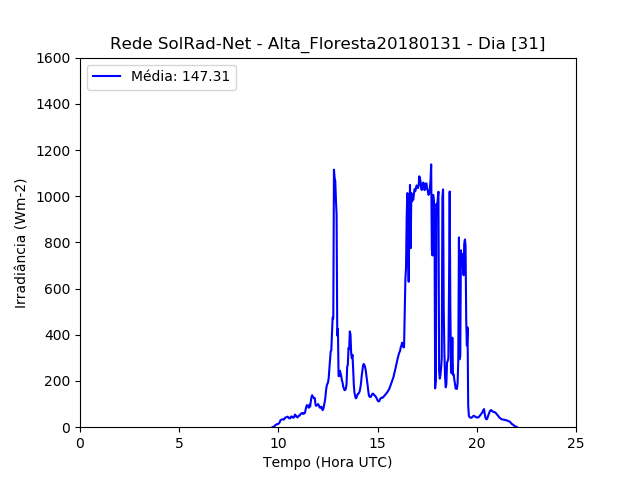 Rede SolRad-Net - Alta_Floresta20180131 - Dia [31]
Média: 147.31
1600
1400
1200
1000
800
600
400
200
0
Irradiância (Wm-2)
0 5 10 15 20 25
Tempo (Hora UTC)